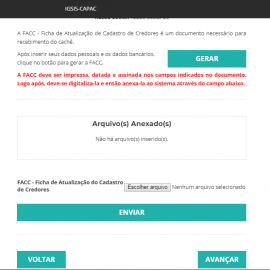 IGSIS-CAPAC
A FACC - Ficha de Atualização de Cadastro de Credores é um documento necessário para
recebimento do cachê.
Após inserir seus dados pessoais e os dados bancários,
clique no botão para gerar a FACC.
GERAR
A FACC deve ser impressa, datada e assinada nos campos indicados no documento.
Logo após, deve-se digitaliza-la e então anexa-la ao sistema através do campo abaixo.
Arquivo(s) Anexado(s)
Não há arquivo(s) inserido(s).
FACC - Ficha de Atualização do Cadastro
de Credores
Escolher arquivo Nenhum arquivo selecionado
ENVIAR
VOLTAR
AVANÇAR